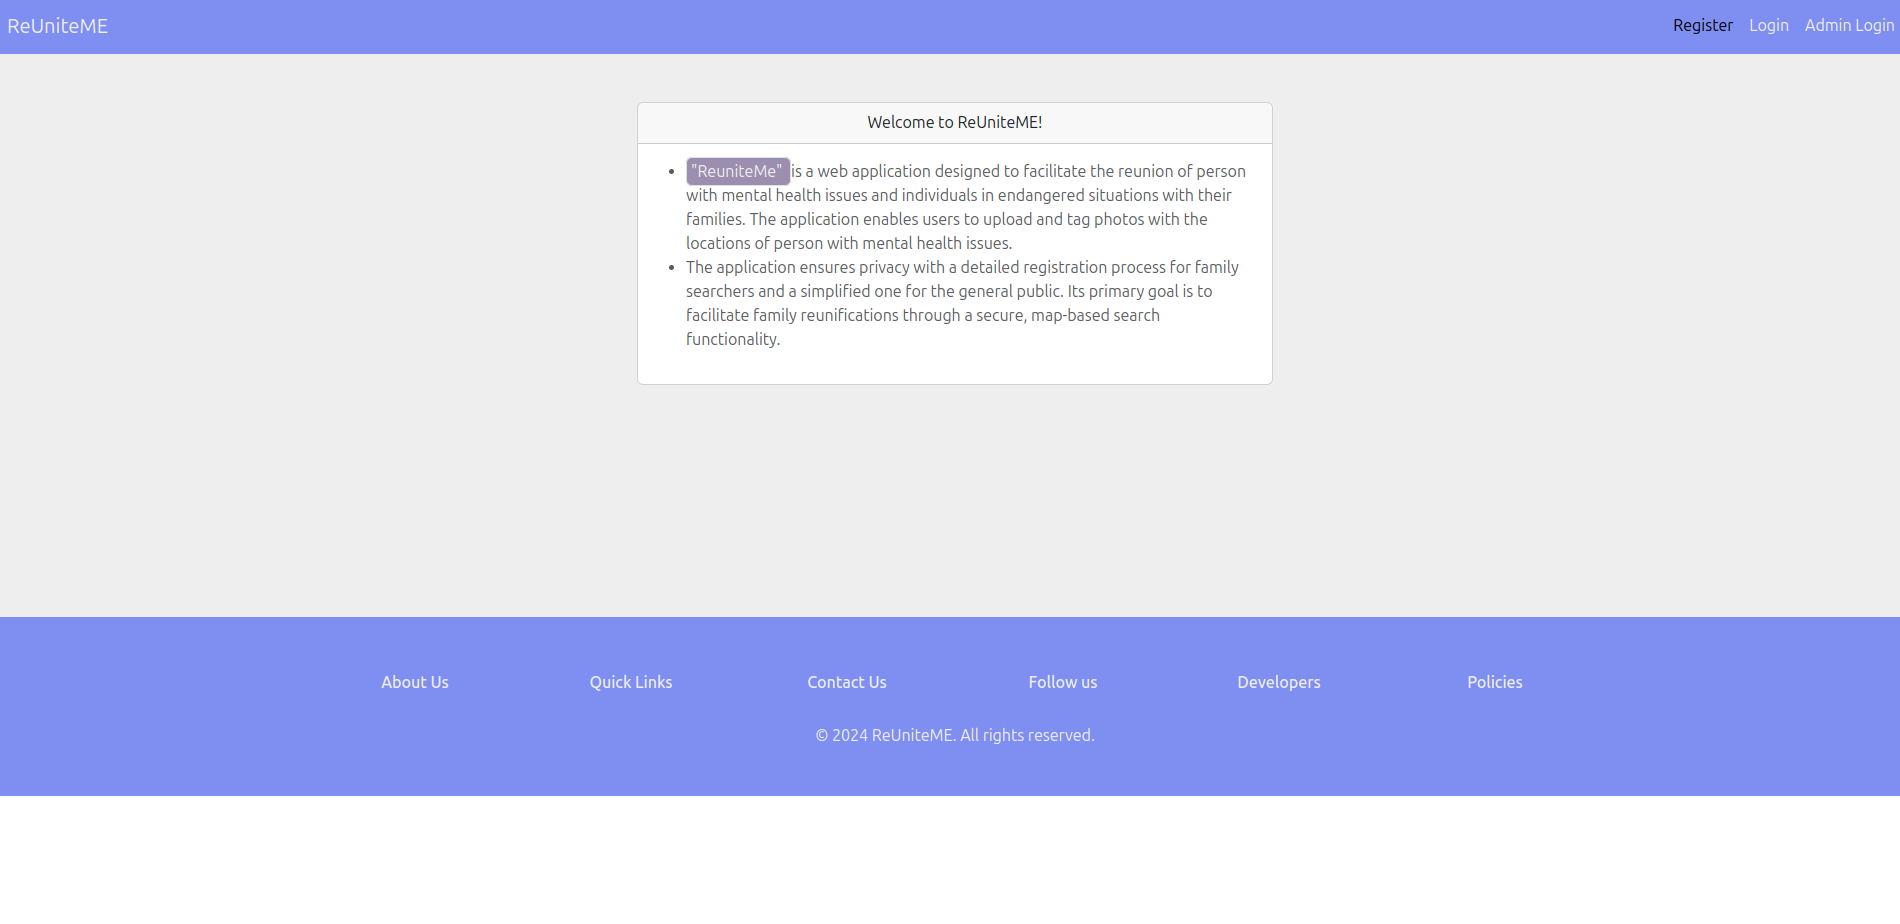 ReUniteME
Register Login Admin Login
Welcome to ReUniteME!
• "ReuniteMe" is a web application designed to facilitate the reunion of person
with mental health issues and individuals in endangered situations with their
families. The application enables users to upload and tag photos with the
locations of person with mental health issues.
• The application ensures privacy with a detailed registration process for family
searchers and a simplified one for the general public. Its primary goal is to
facilitate family reunifications through a secure, map-based search
functionality.
About Us Quick Links Contact Us Follow us Developers Policies
© 2024 ReUniteME. All rights reserved.